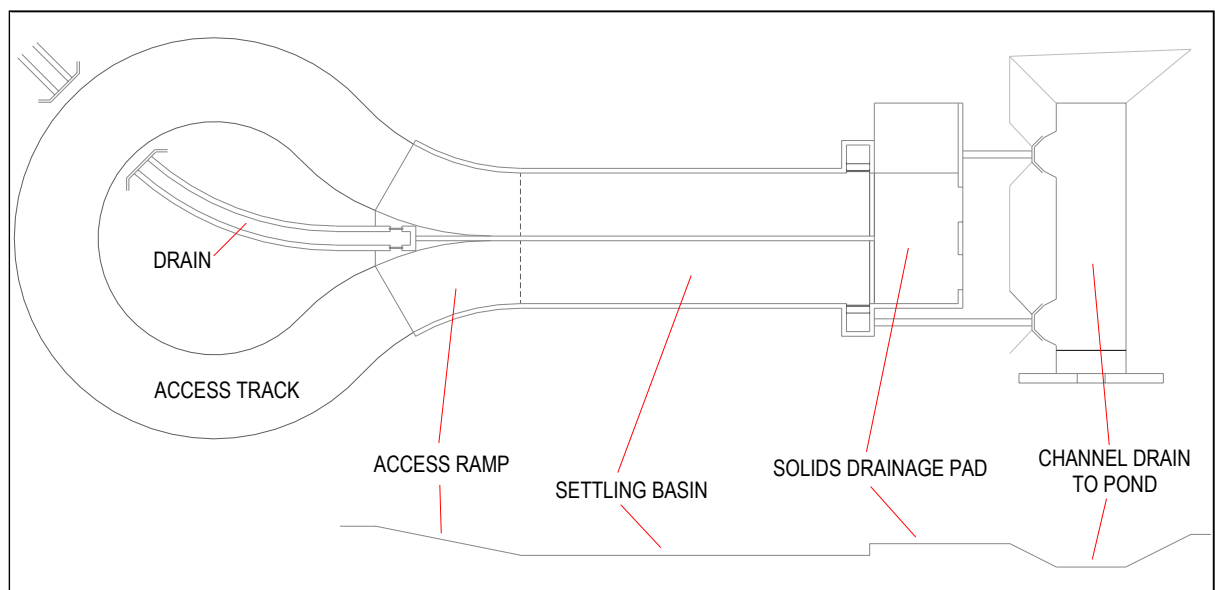 DRAIN
ACCESS TRACK
ACCESS RAMP
SETTLING BASIN
SOLIDS DRAINAGE PAD
CHANNEL DRAIN
TO POND